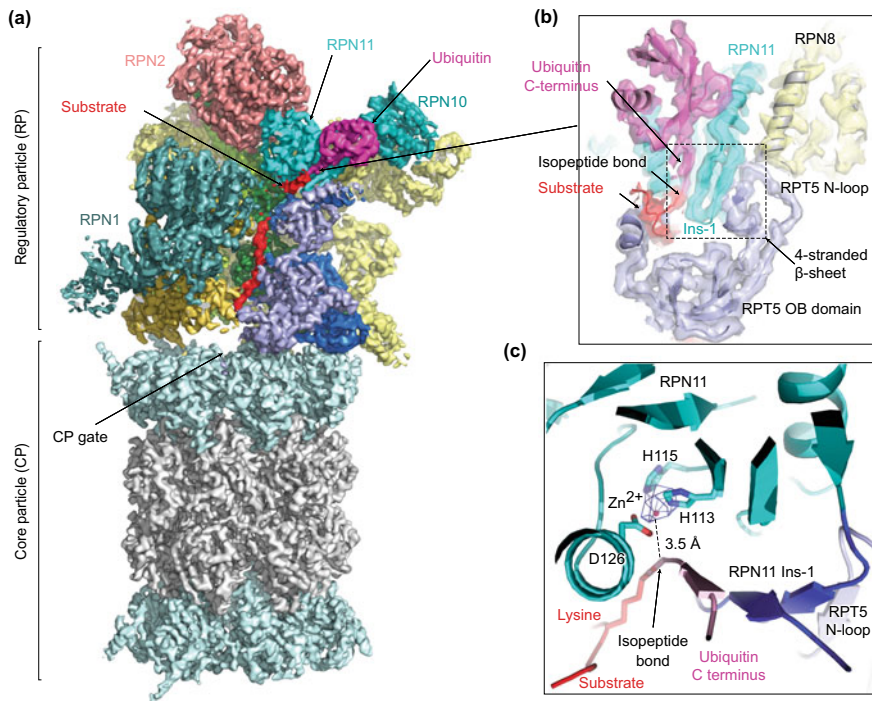 (a)
RPN2
RPN11
Ubiquitin
Substrate
RPN10
RPN1
Regulatory particle (RP)
CP gate
Core particle (CP)
(b)
RPN11
RPN8
Ubiquitin
C-terminus
Isopeptide bond
Substrate
RPT5 N-loop
Ins-1
4-stranded
β-sheet
RPT5 OB domain
(c)
RPN11
H115
Zn2+
H113
D126
3.5 Å
RPN11 Ins-1
Lysine
RPT5
N-loop
Isopeptide
bond
Ubiquitin
C terminus
Substrate